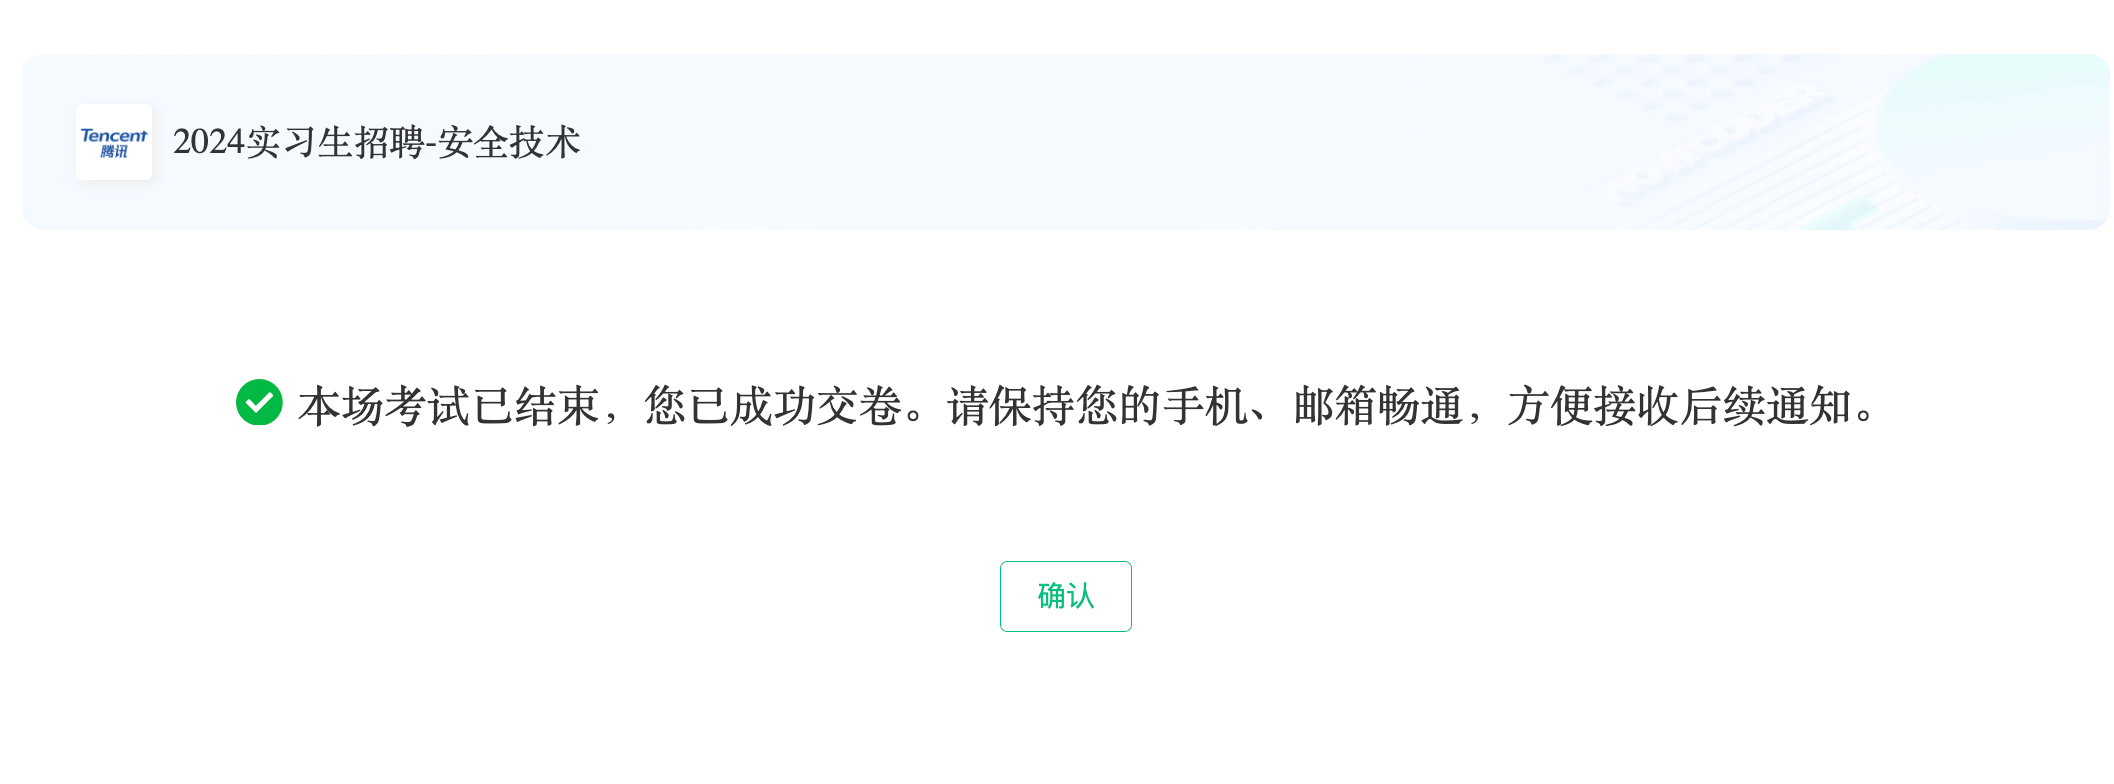 Tencent
腾讯
2024实习生招聘-安全技术
本场考试已结束，您已成功交卷。请保持您的手机、邮箱畅通，方便接收后续通知。
确认